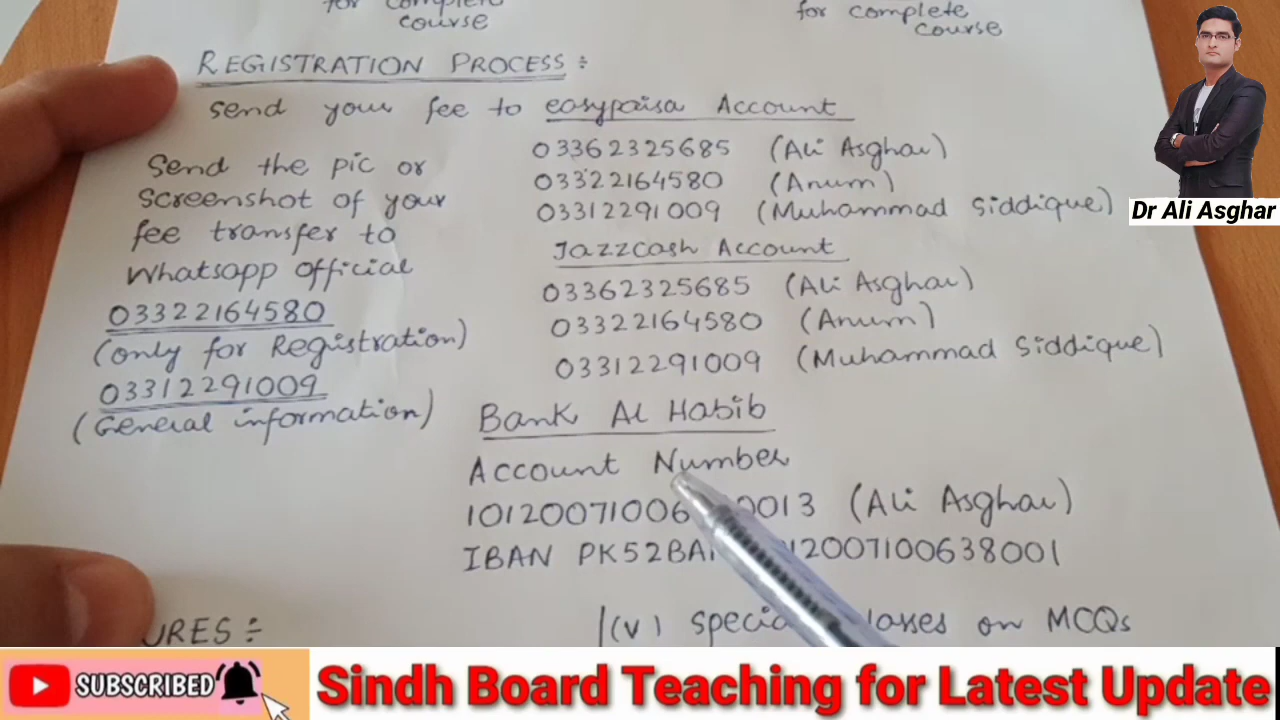 for complete
course
for complete
course
REGISTRATION PROCESS :
Send your fee to easypaisa Account
03362325685 (Ali Asghar)
03322164580 (Anum)
03312291009 (Muhammad Siddique)
Jazzcash Account
03362325685 (Ali Asghar)
03322164580 (Anum)
03312291009 (Muhammad Siddique)
Send the pic or
Screenshot of your
fee transfer to
Whatsapp official
03322164580
(only for Registration)
03312291009
(General information)
Bank Al Habib
Account Number
(Ali Asghar)
IBAN
URES :
(V) on MCQs
Dr Ali Asghar
SUBSCRIBED
Sindh Board Teaching for Latest Update